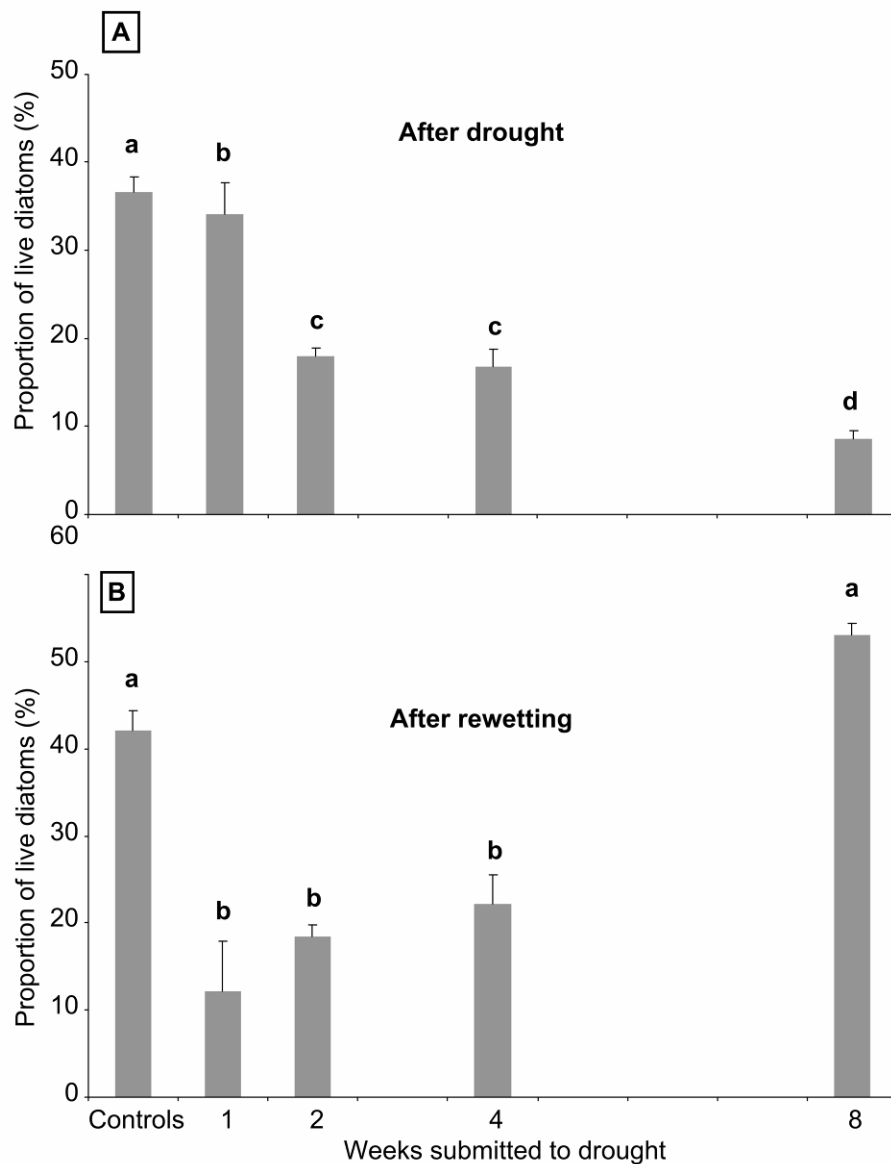 A
50
40
30
20
10
0
Proportion of live diatoms (%)
After drought
a
b
c
c
d
60
B
50
40
30
20
10
0
Proportion of live diatoms (%)
After rewetting
a
b
b
b
a
Controls 1 2 4 8
Weeks submitted to drought